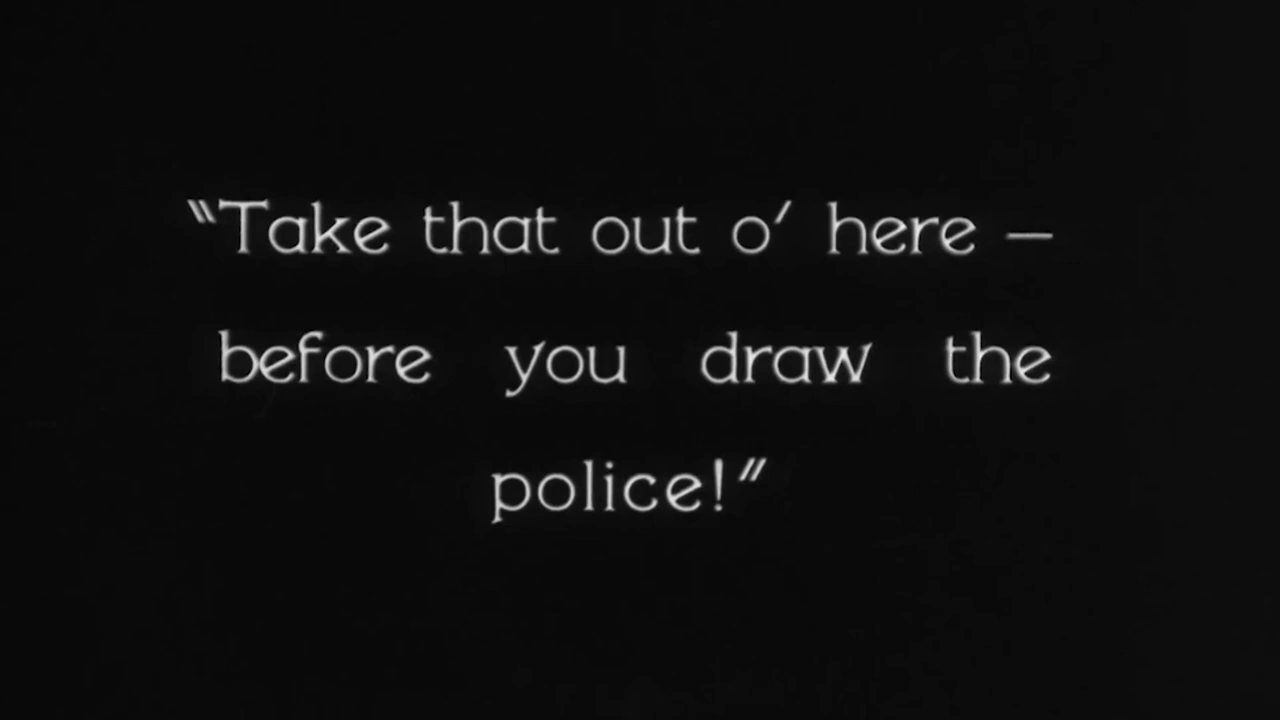 “Take that out o’ here —
before you draw the
police!”